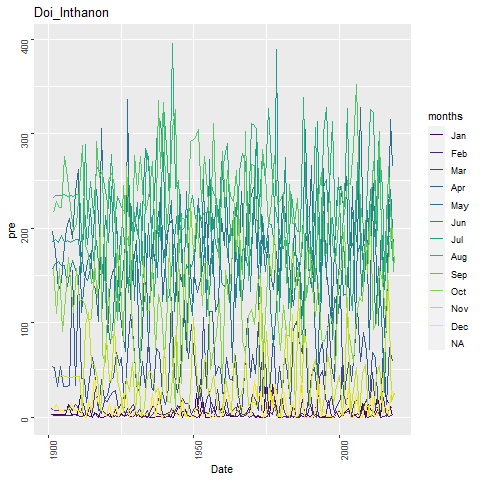 Doi_Inthanon
400
300
200
100
0
pre
1900
1950
2000
Date
months
Jan
Feb
Mar
Apr
May
Jun
Jul
Aug
Sep
Oct
Nov
Dec
NA